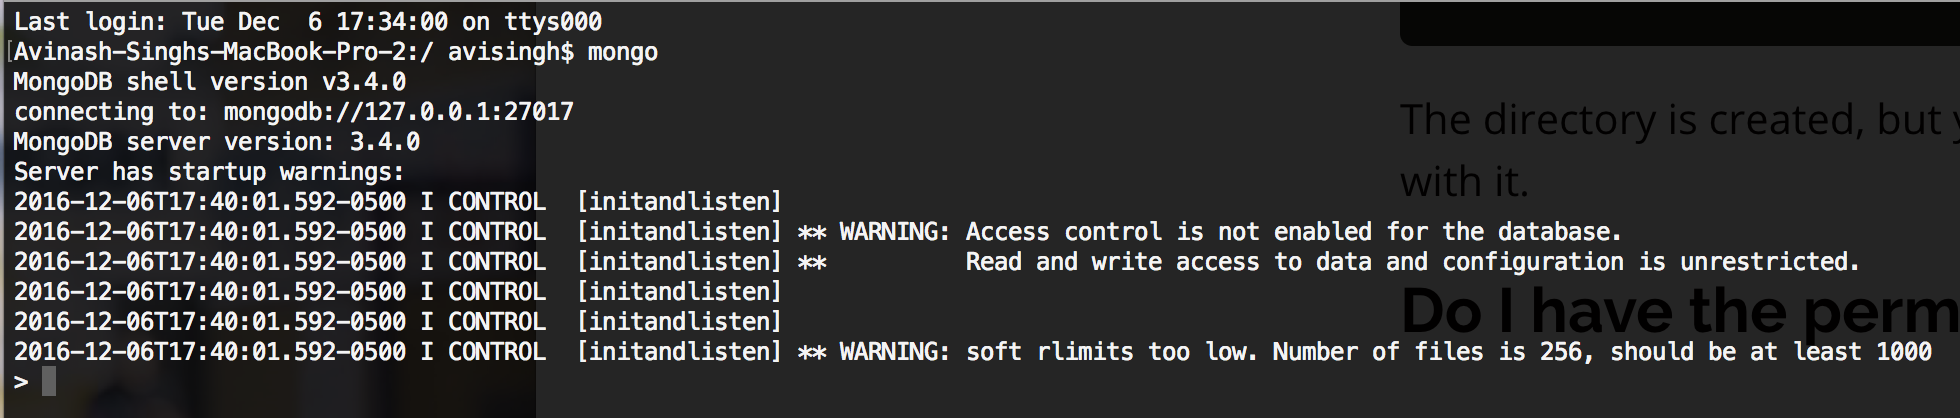 Last login: Tue Dec  6 17:34:00 on ttys000
[Avinash-Singhs-MacBook-Pro-2:/ avisingh$ mongo
MongoDB shell version v3.4.0
connecting to: mongodb://127.0.0.1:27017
The directory is created, but
MongoDB server version: 3.4.0
Server has startup warnings:
with it.
2016-12-06T17:40:01.592-0500 I CONTROL  [initandlisten]
2016-12-06T17:40:01.592-0500 I CONTROL  [initandlisten] ** WARNING: Access control is not enabled for the database.
2016-12-06T17:40:01.592-0500 I CONTROL  [initandlisten] **          Read and write access to data and configuration is unrestricted.
2016-12-06T17:40:01.592-0500 I CONTROL  [initandlisten]
Do I have the perm
2016-12-06T17:40:01.592-0500 I CONTROL  [initandlisten]
2016-12-06T17:40:01.592-0500 I CONTROL  [initandlisten] ** WARNING: soft rlimits too low. Number of files is 256, should be at least 1000
>